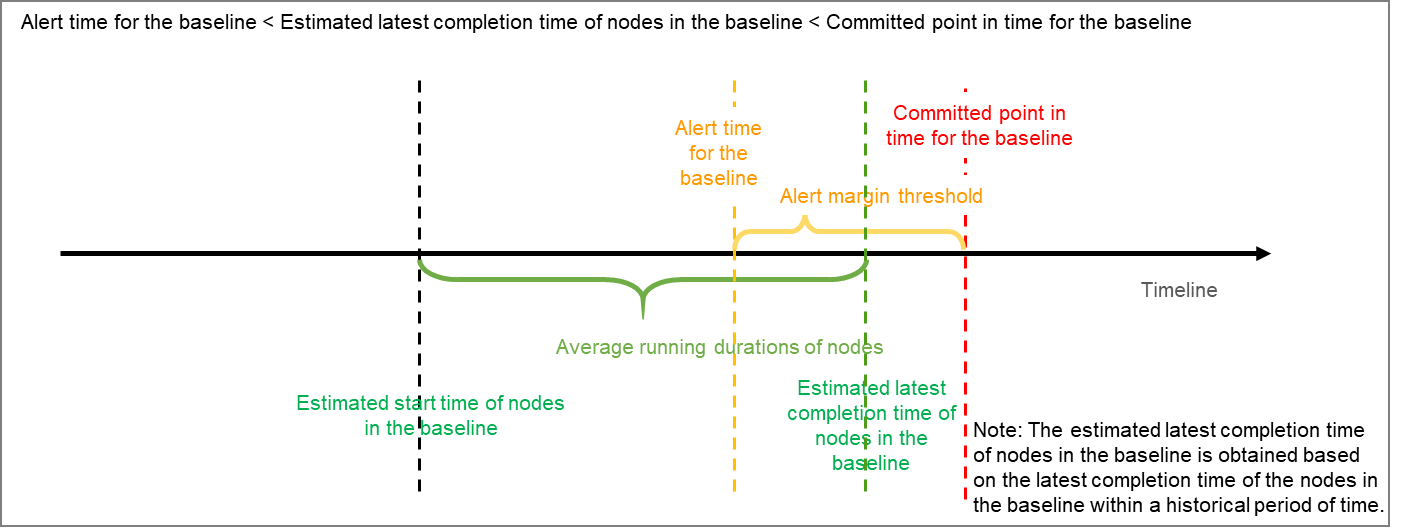 Alert time for the baseline < Estimated latest completion time of nodes in the baseline < Committed point in time for the baseline
Committed point in
time for the baseline
Alert time
for the
baseline
Alert margin threshold
Timeline
Average running durations of nodes
Estimated start time of nodes
in the baseline
Estimated latest
completion time of
nodes in the
baseline
Note: The estimated latest completion time
of nodes in the baseline is obtained based
on the latest completion time of the nodes in
the baseline within a historical period of time.